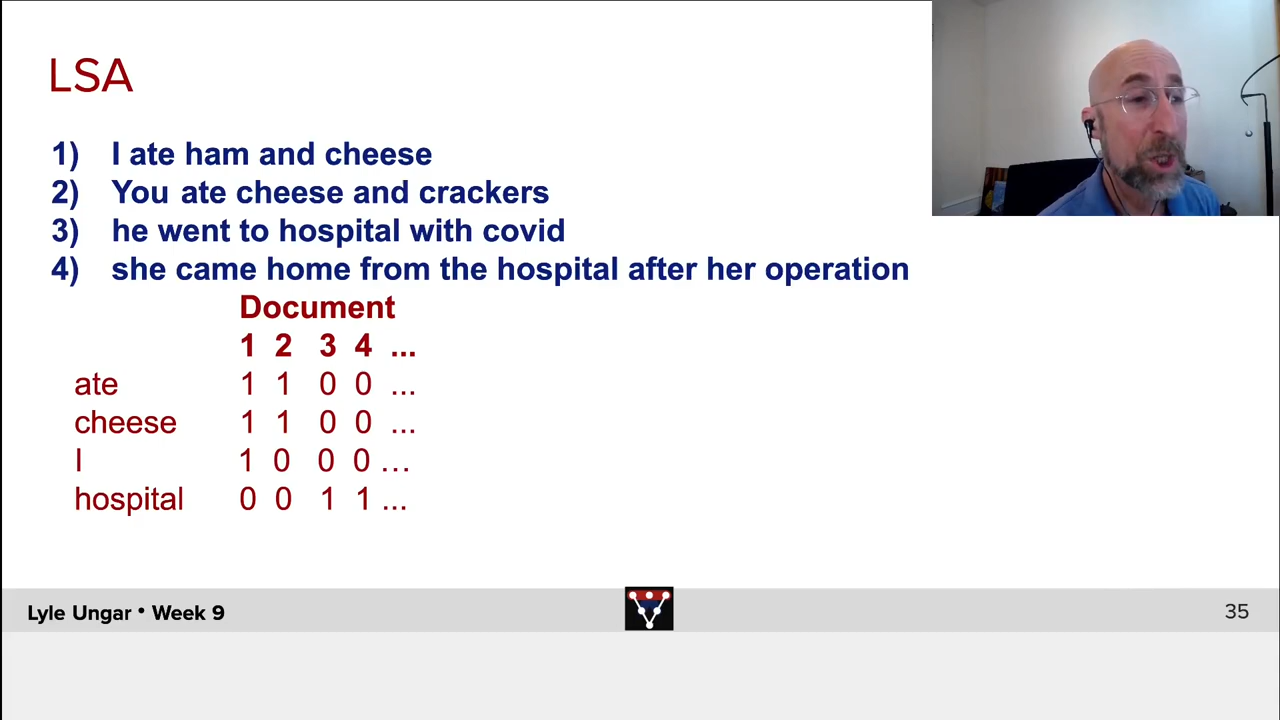 LSA
1) I ate ham and cheese
2) You ate cheese and crackers
3) he went to hospital with covid
4) she came home from the hospital after her operation
Document
1 2 3 4 ...
ate 1 1 0 0 ...
cheese 1 1 0 0 ...
I 1 0 0 0 ...
hospital 0 0 1 1 ...
Lyle Ungar • Week 9
35